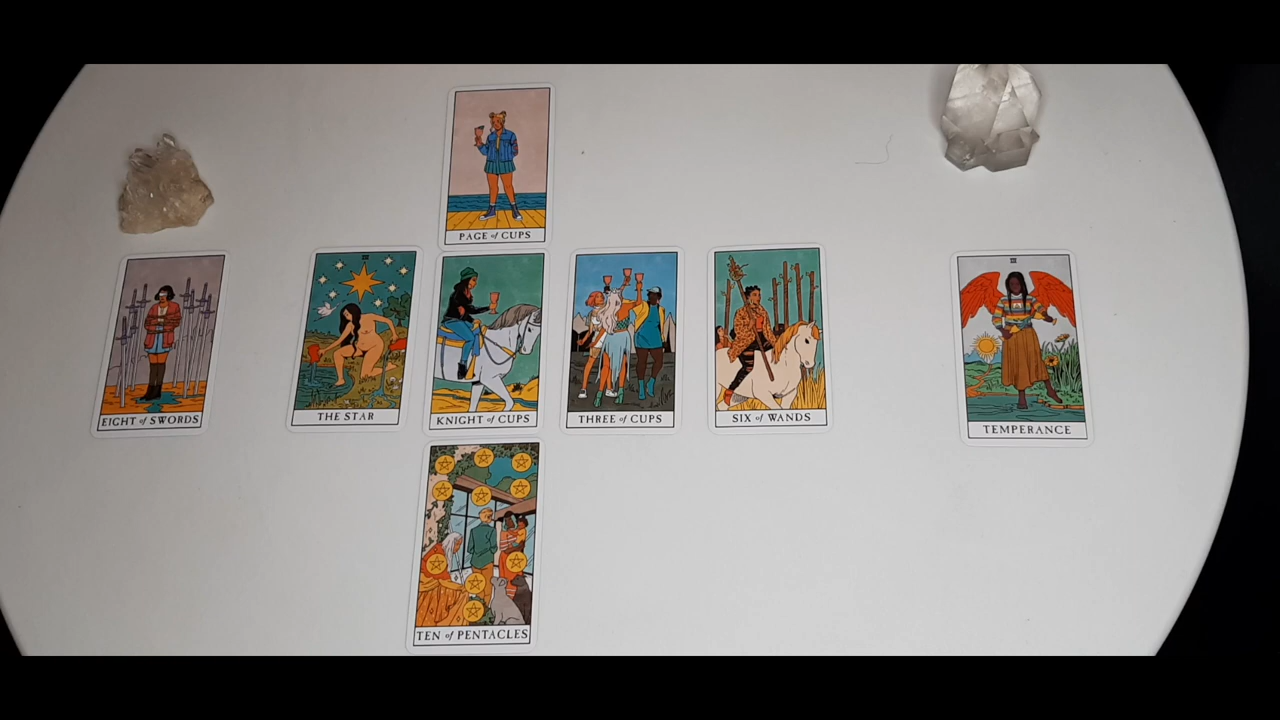 PAGE of CUPS
EIGHT of SWORDS
THE STAR
KNIGHT of CUPS
THREE of CUPS
SIX of WANDS
TEMPERANCE
TEN of PENTACLES